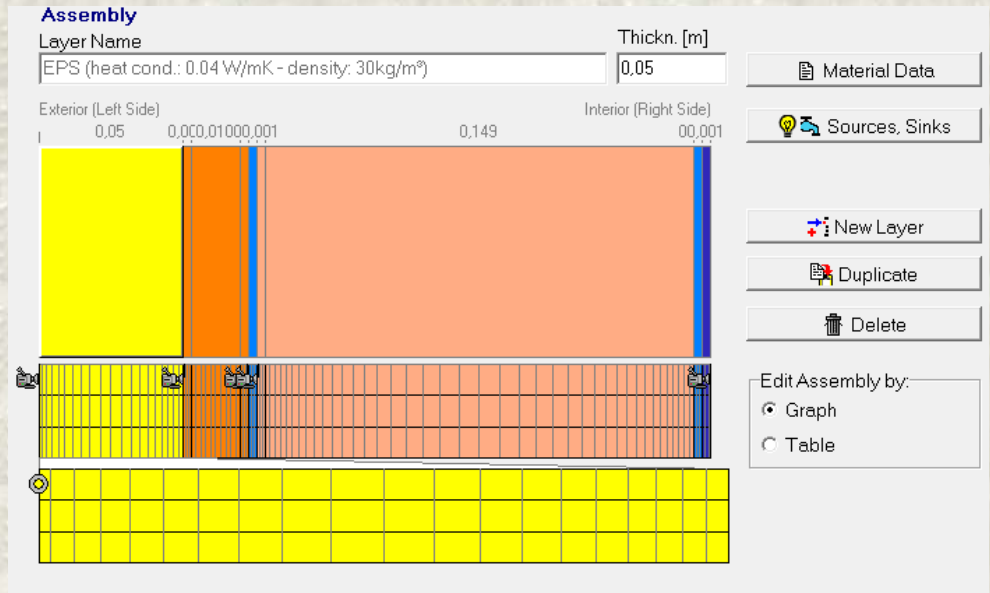 Assembly
Layer Name
Thickn. [m]
EPS (heat cond.: 0.04 W/mK - density: 30kg/m³)
0,05
Material Data
Exterior (Left Side)
Interior (Right Side)
Sources, Sinks
0,05
0,149
00,001
New Layer
Duplicate
Delete
Edit Assembly by:
Graph
Table